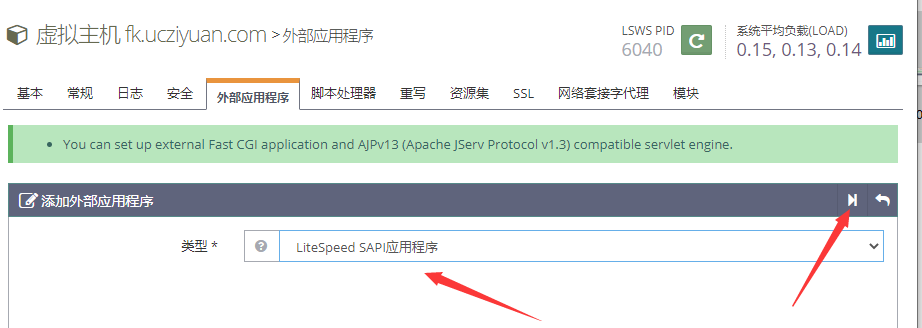 虚拟主机 fk.ucziyuan.com > 外部应用程序
LSWS PID
6040
系统平均负载(LOAD)
0.15, 0.13, 0.14
基本 常规 日志 安全 外部应用程序 脚本处理器 重写 资源集 SSL 网络套接字代理 模块
You can set up external Fast CGI application and AJPv13 (Apache JServ Protocol v1.3) compatible servlet engine.
添加外部应用程序
类型 * LiteSpeed SAPI应用程序